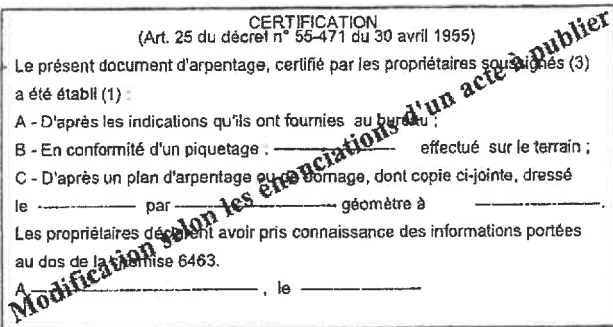 CERTIFICATION
(Art. 25 du décret n° 55-471 du 30 avril 1955)
Le présent document d'arpentage, certifié par les propriétaires soussignés (3)
a été établi (1) :
A - D'après les indications qu'ils ont fournies au bureau ;
B - En conformité d'un piquetage : ---------- effectué sur le terrain ;
C - D'après un plan d'arpentage ou de bornage, dont copie ci-jointe, dressé
le ---------- par ---------- géomètre à ---------- .
Les propriétaires déclarent avoir pris connaissance des informations portées
au dos de la chemise 6463.
A ---------- , le ----------
Modification selon les énonciations d'un acte à publier